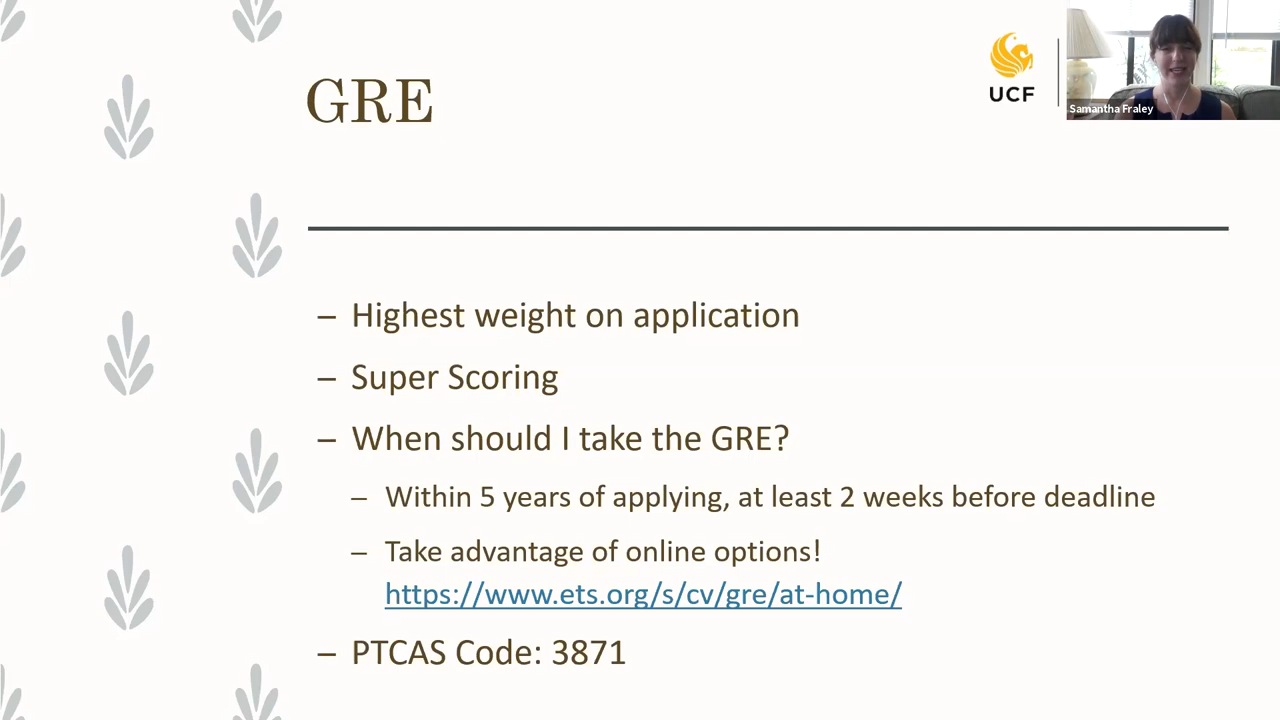 GRE
UCF
Samantha Fraley
– Highest weight on application
– Super Scoring
– When should I take the GRE?
– Within 5 years of applying, at least 2 weeks before deadline
– Take advantage of online options!
https://www.ets.org/s/cv/gre/at-home/
– PTCAS Code: 3871